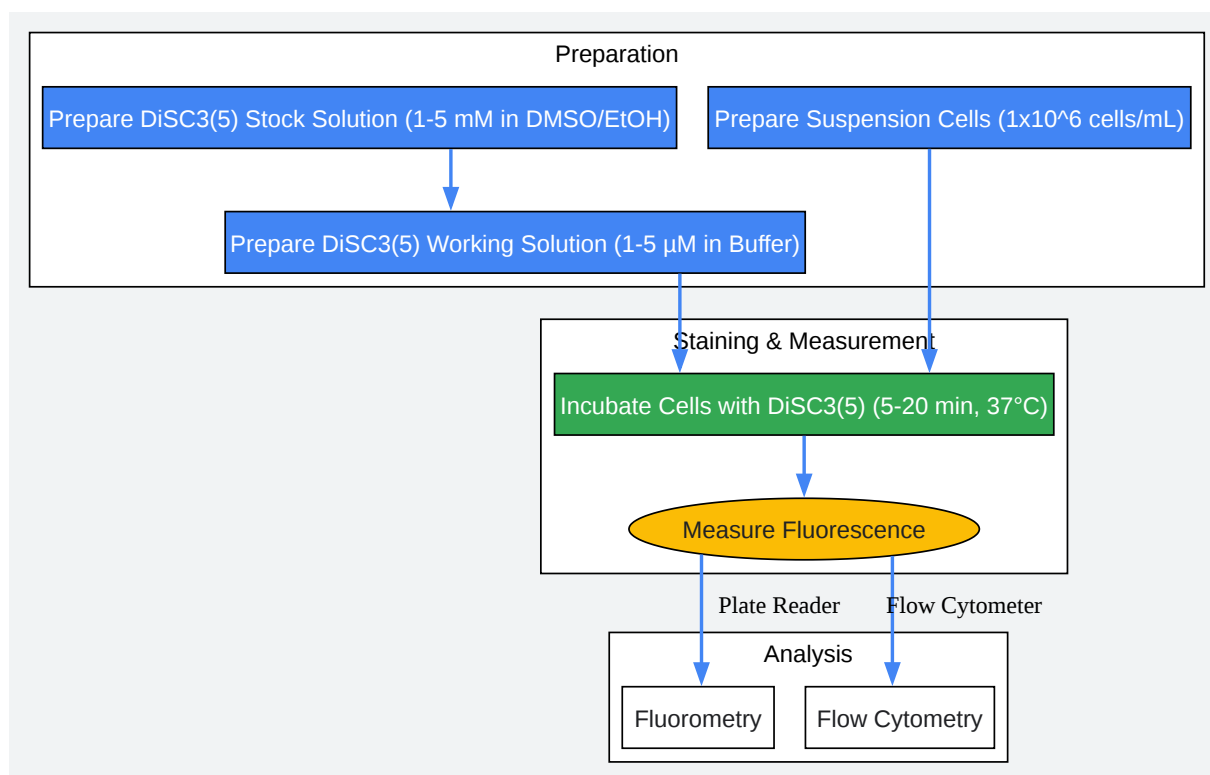 Preparation
Prepare DiSC3(5) Stock Solution (1-5 mM in DMSO/EtOH)
Prepare Suspension Cells (1x10^6 cells/mL)
Prepare DiSC3(5) Working Solution (1-5 µM in Buffer)
Staining & Measurement
Incubate Cells with DiSC3(5) (5-20 min, 37°C)
Measure Fluorescence
Plate Reader
Flow Cytometer
Analysis
Fluorometry
Flow Cytometry